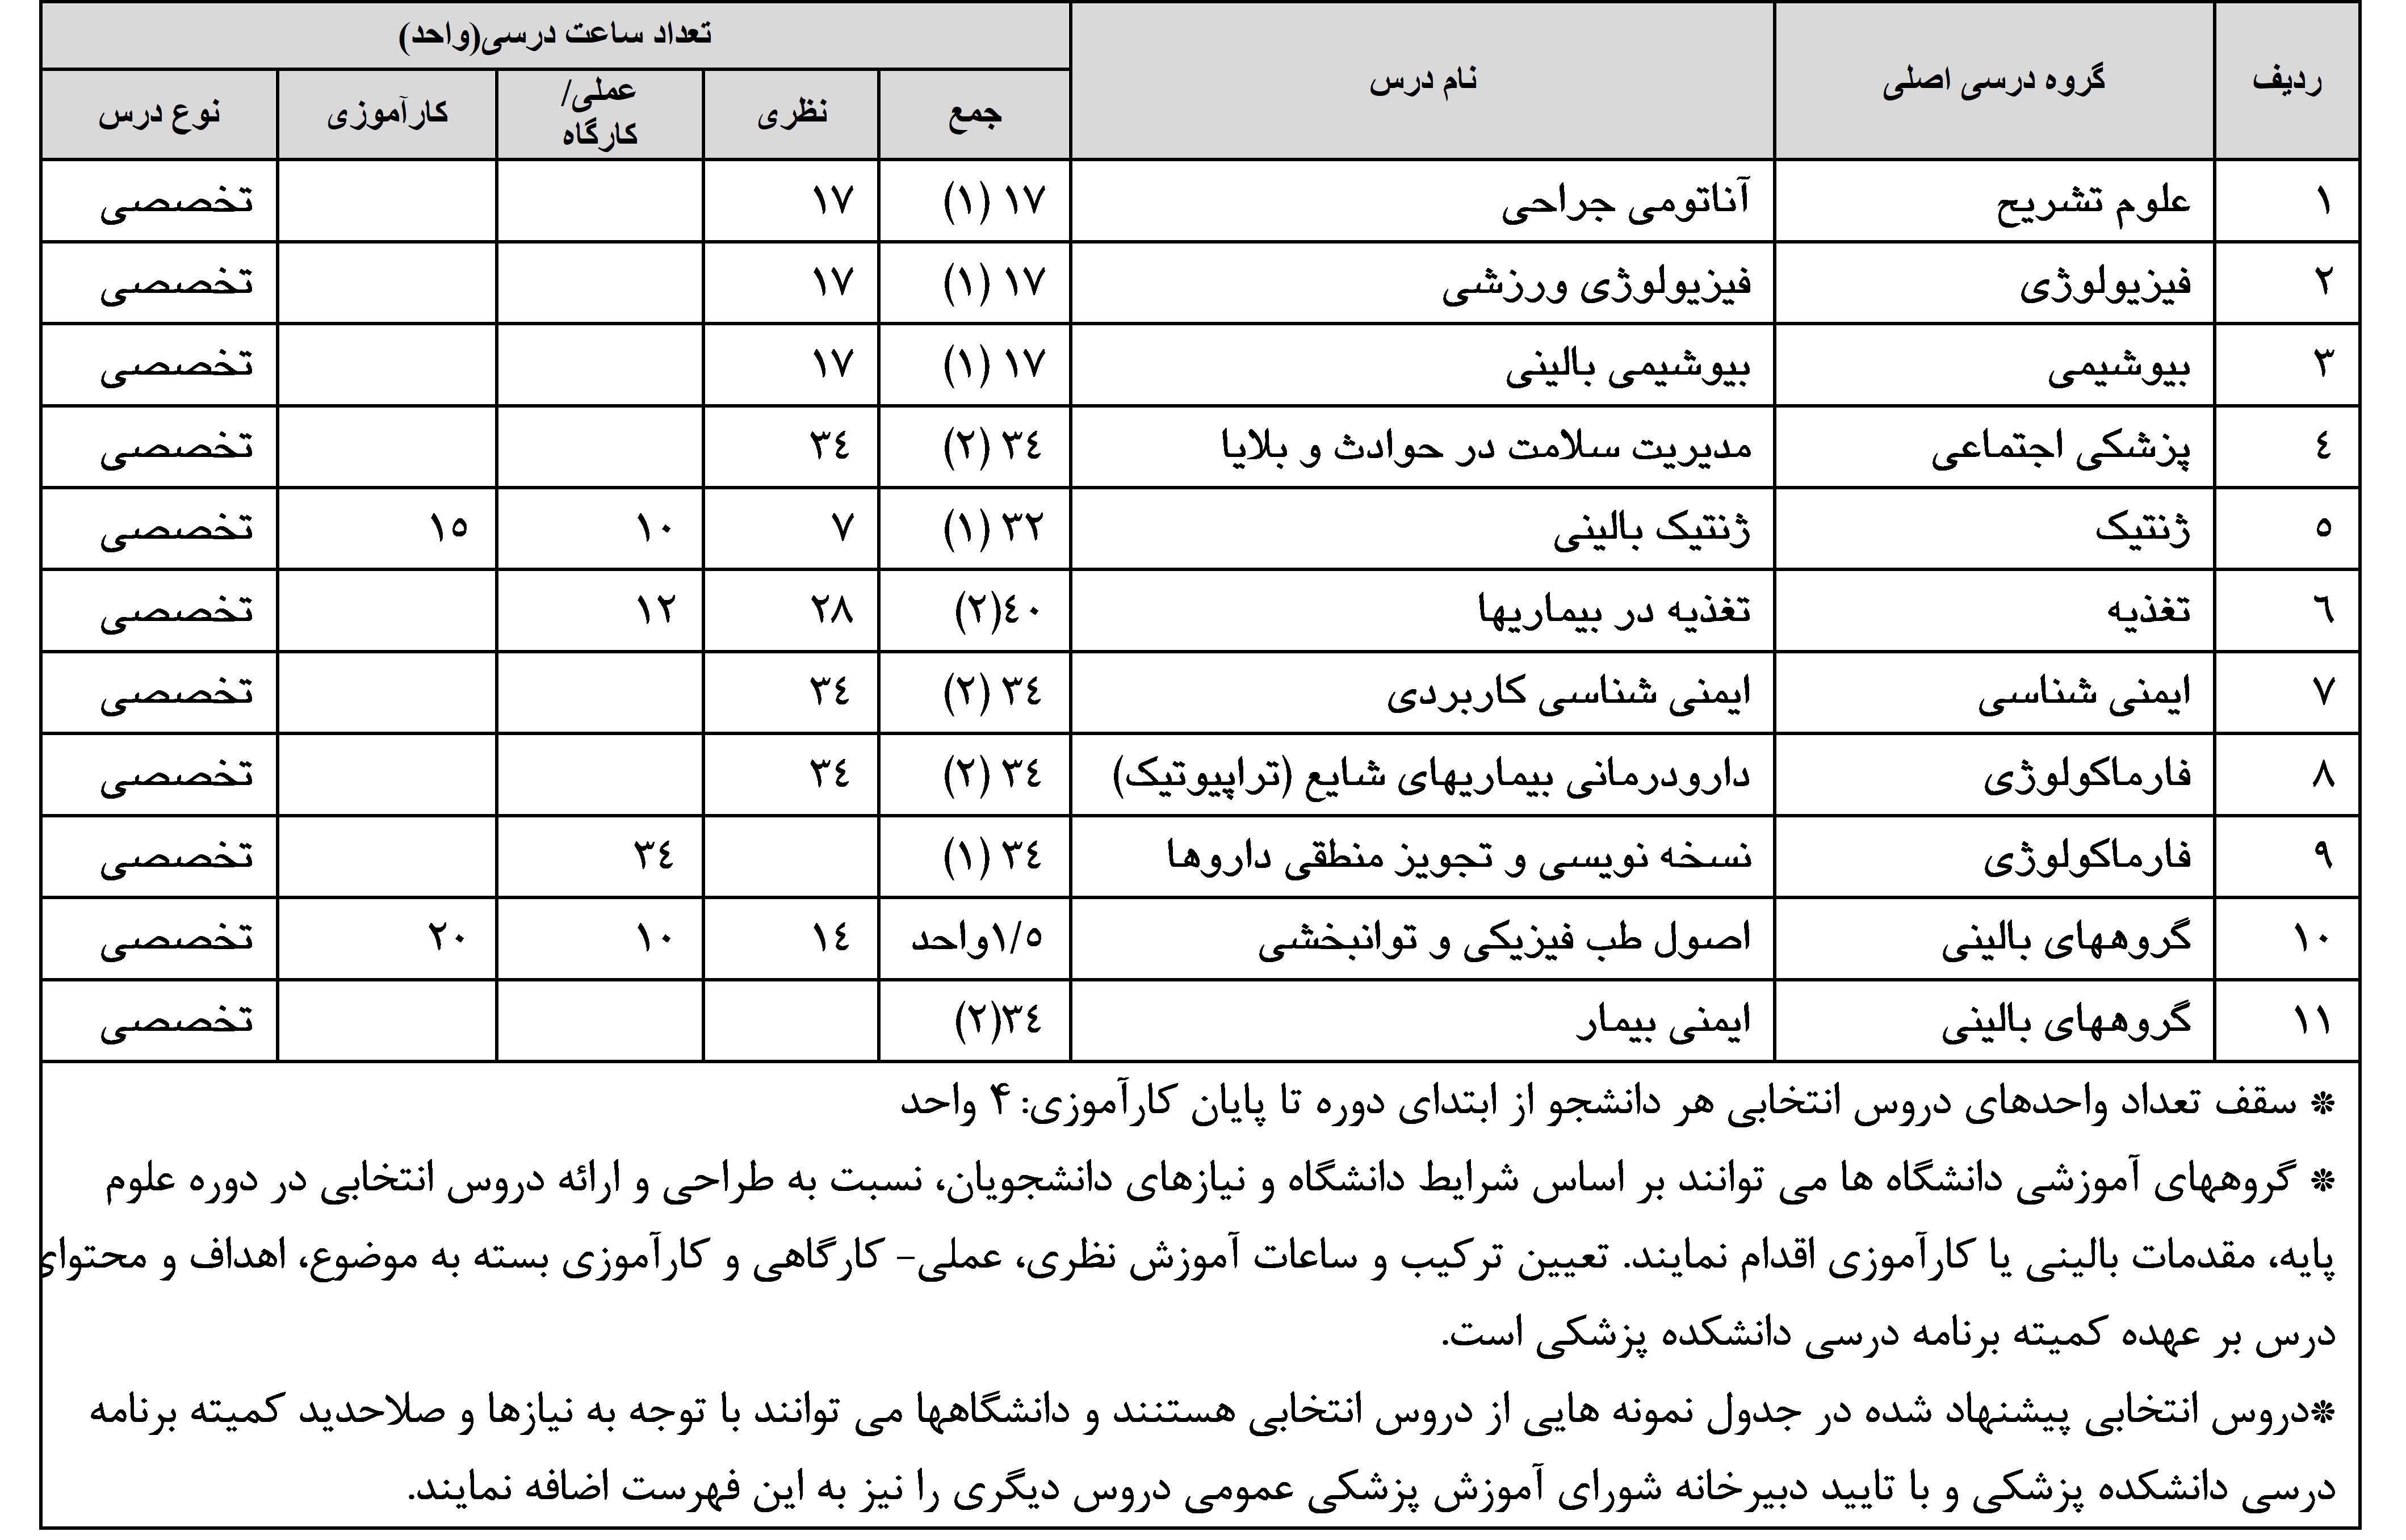 ردیف گروه درسی اصلی نام درس تعداد ساعت درسی(واحد)
جمع نظری عملی/ کارگاه کارآموزی نوع درس
۱ علوم تشریح آناتومی جراحی ۱۷ (۱) ۱۷ تخصصی
۲ فیزیولوژی فیزیولوژی ورزشی ۱۷ (۱) ۱۷ تخصصی
۳ بیوشیمی بیوشیمی بالینی ۱۷ (۱) ۱۷ تخصصی
٤ پزشکی اجتماعی مدیریت سلامت در حوادث و بلایا ۳٤ (۲) ۳٤ تخصصی
٥ ژنتیک ژنتیک بالینی ۳۲ (۱) ۷ ۱۰ ۱٥ تخصصی
٦ تغذیه تغذیه در بیماریها ٤۰(۲) ۲۸ ۱۲ تخصصی
۷ ایمنی شناسی ایمنی شناسی کاربردی ۳٤ (۲) ۳٤ تخصصی
۸ فارماکولوژی دارودرمانی بیماریهای شایع (تراپیوتیک) ۳٤ (۲) ۳٤ تخصصی
۹ فارماکولوژی نسخه نویسی و تجویز منطقی داروها ۳٤ (۱) ۳٤ تخصصی
۱۰ گروههای بالینی اصول طب فیزیکی و توانبخشی ۱/٥واحد ۱٤ ۱۰ ۲۰ تخصصی
۱۱ گروههای بالینی ایمنی بیمار ۳٤(۲) تخصصی
* سقف تعداد واحدهای دروس انتخابی هر دانشجو از ابتدای دوره تا پایان کارآموزی: ۴ واحد
* گروههای آموزشی دانشگاه ها می توانند بر اساس شرایط دانشگاه و نیازهای دانشجویان، نسبت به طراحی و ارائه دروس انتخابی در دوره علوم
پایه، مقدمات بالینی یا کارآموزی اقدام نمایند. تعیین ترکیب و ساعات آموزش نظری، عملی- کارگاهی و کارآموزی بسته به موضوع، اهداف و محتوای
درس بر عهده کمیته برنامه درسی دانشکده پزشکی است.
*دروس انتخابی پیشنهاد شده در جدول نمونه هایی از دروس انتخابی هستنند و دانشگاهها می توانند با توجه به نیازها و صلاحدید کمیته برنامه
درسی دانشکده پزشکی و با تایید دبیرخانه شورای آموزش پزشکی عمومی دروس دیگری را نیز به این فهرست اضافه نمایند.